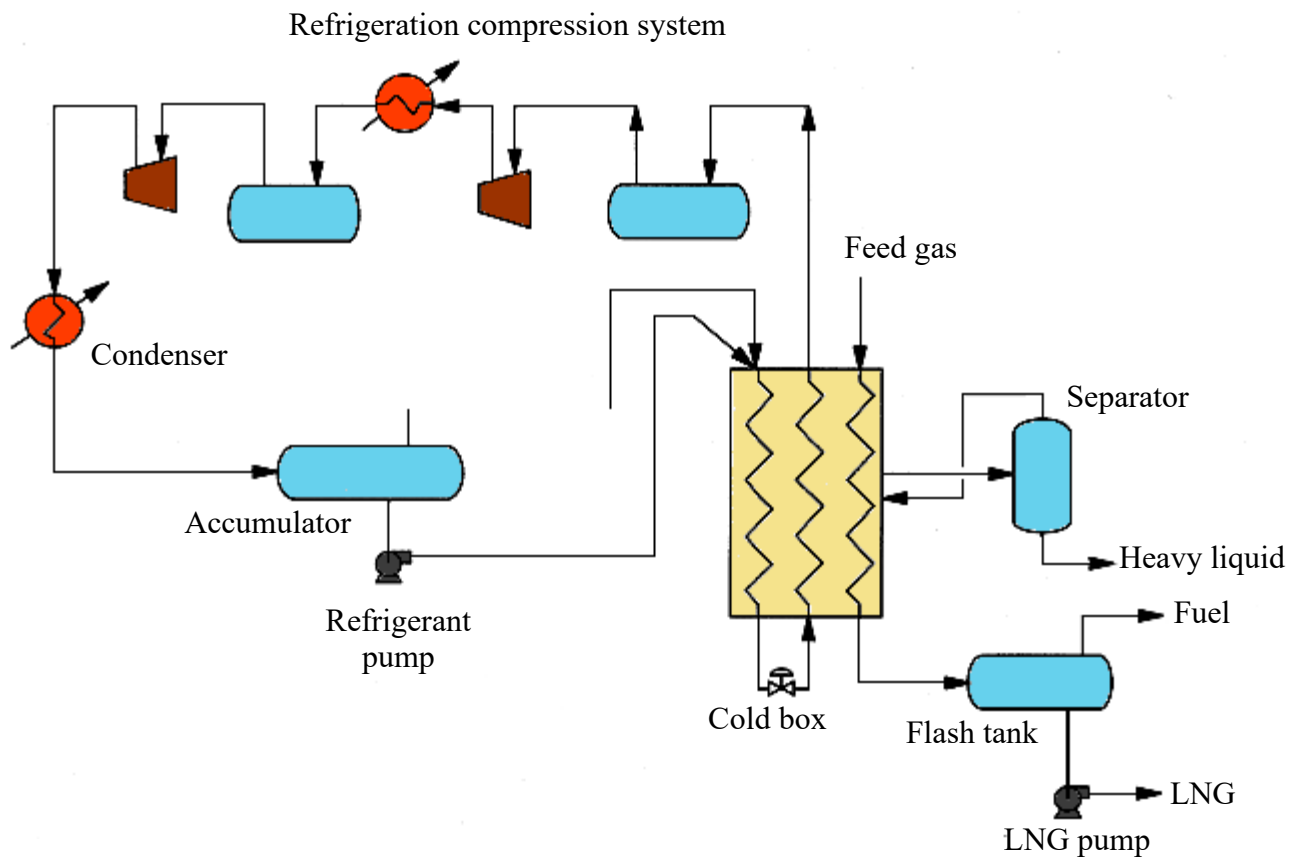 Refrigeration compression system
Feed gas
Condenser
Separator
Accumulator
Heavy liquid
Refrigerant
pump
Fuel
Cold box
Flash tank
LNG
LNG pump